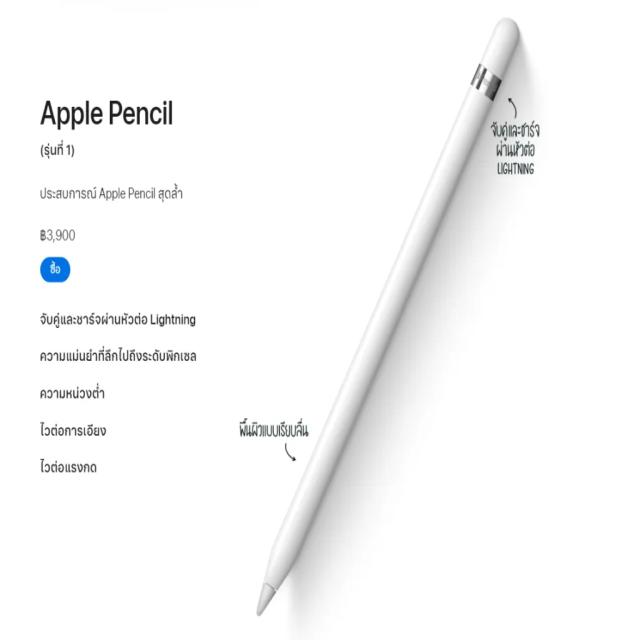 Apple Pencil
(รุ่นที่ 1)
ประสบการณ์ Apple Pencil สุดล้ำ
฿3,900
ซื้อ
จับคู่และชาร์จผ่านหัวต่อ Lightning
ความแม่นยำที่ลึกไปถึงระดับพิกเซล
ความหน่วงต่ำ
ไวต่อการเอียง
ไวต่อแรงกด
จับคู่และชาร์จ
ผ่านหัวต่อ
LIGHTNING
พื้นผิวแบบเรียบลื่น